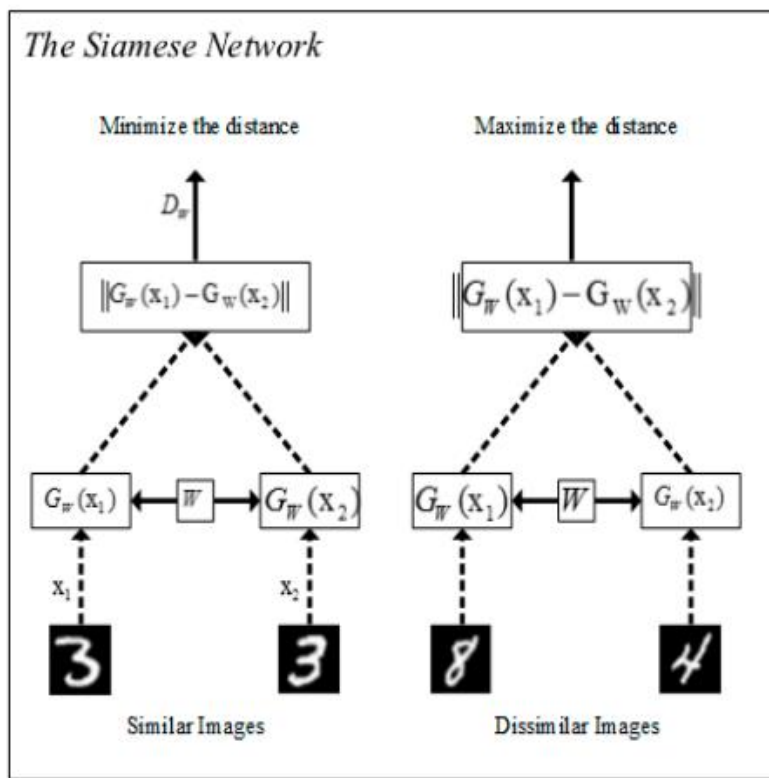 The Siamese Network
Minimize the distance
Maximize the distance
D_W
‖G_W(x₁)−G_W(x₂)‖
‖G_W(x₁)−G_W(x₂)‖
G_W(x₁)
W
G_W(x₂)
G_W(x₁)
W
G_W(x₂)
x₁
x₂
3
3
8
4
Similar Images
Dissimilar Images